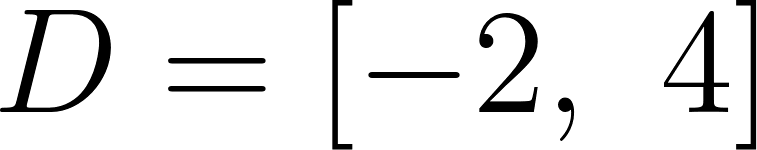 D = [−2, 4]